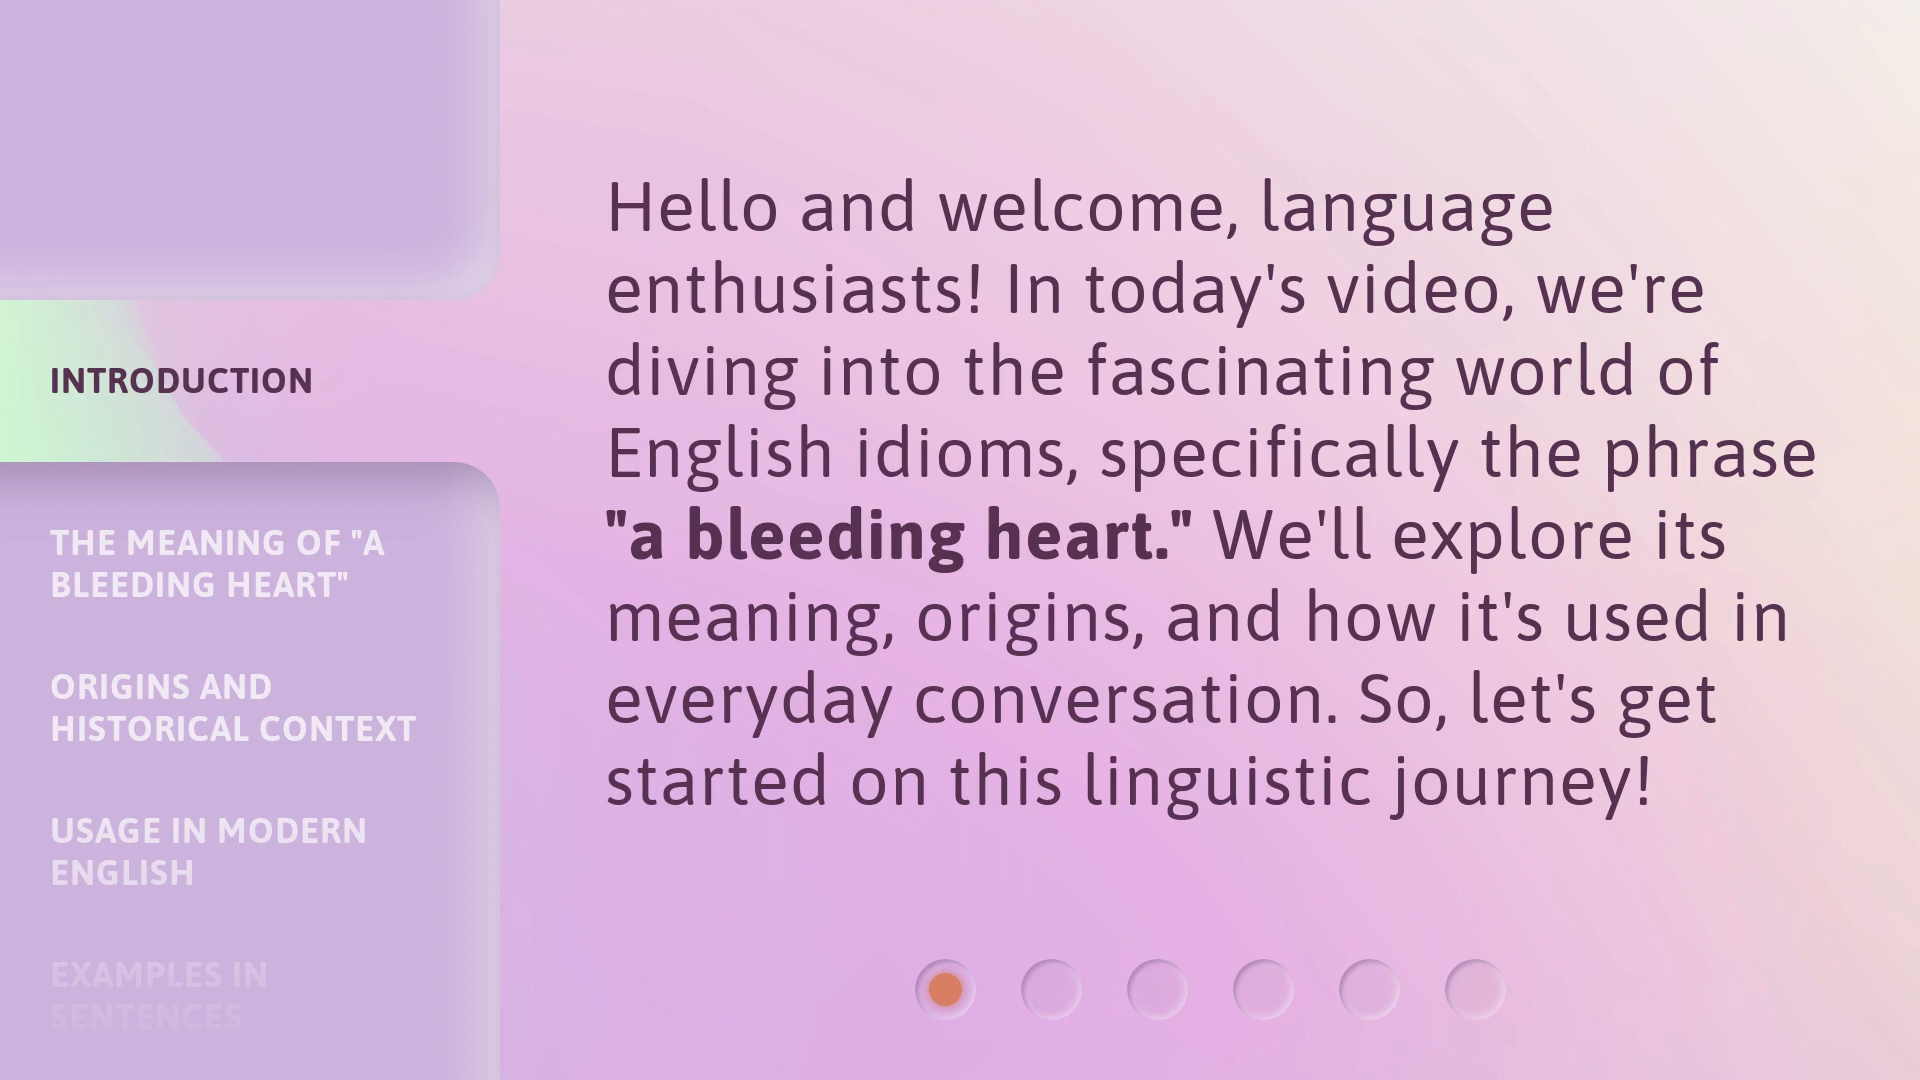 INTRODUCTION
THE MEANING OF "A
BLEEDING HEART"
ORIGINS AND
HISTORICAL CONTEXT
USAGE IN MODERN
ENGLISH
EXAMPLES IN
SENTENCES
Hello and welcome, language
enthusiasts! In today's video, we're
diving into the fascinating world of
English idioms, specifically the phrase
"a bleeding heart." We'll explore its
meaning, origins, and how it's used in
everyday conversation. So, let's get
started on this linguistic journey!